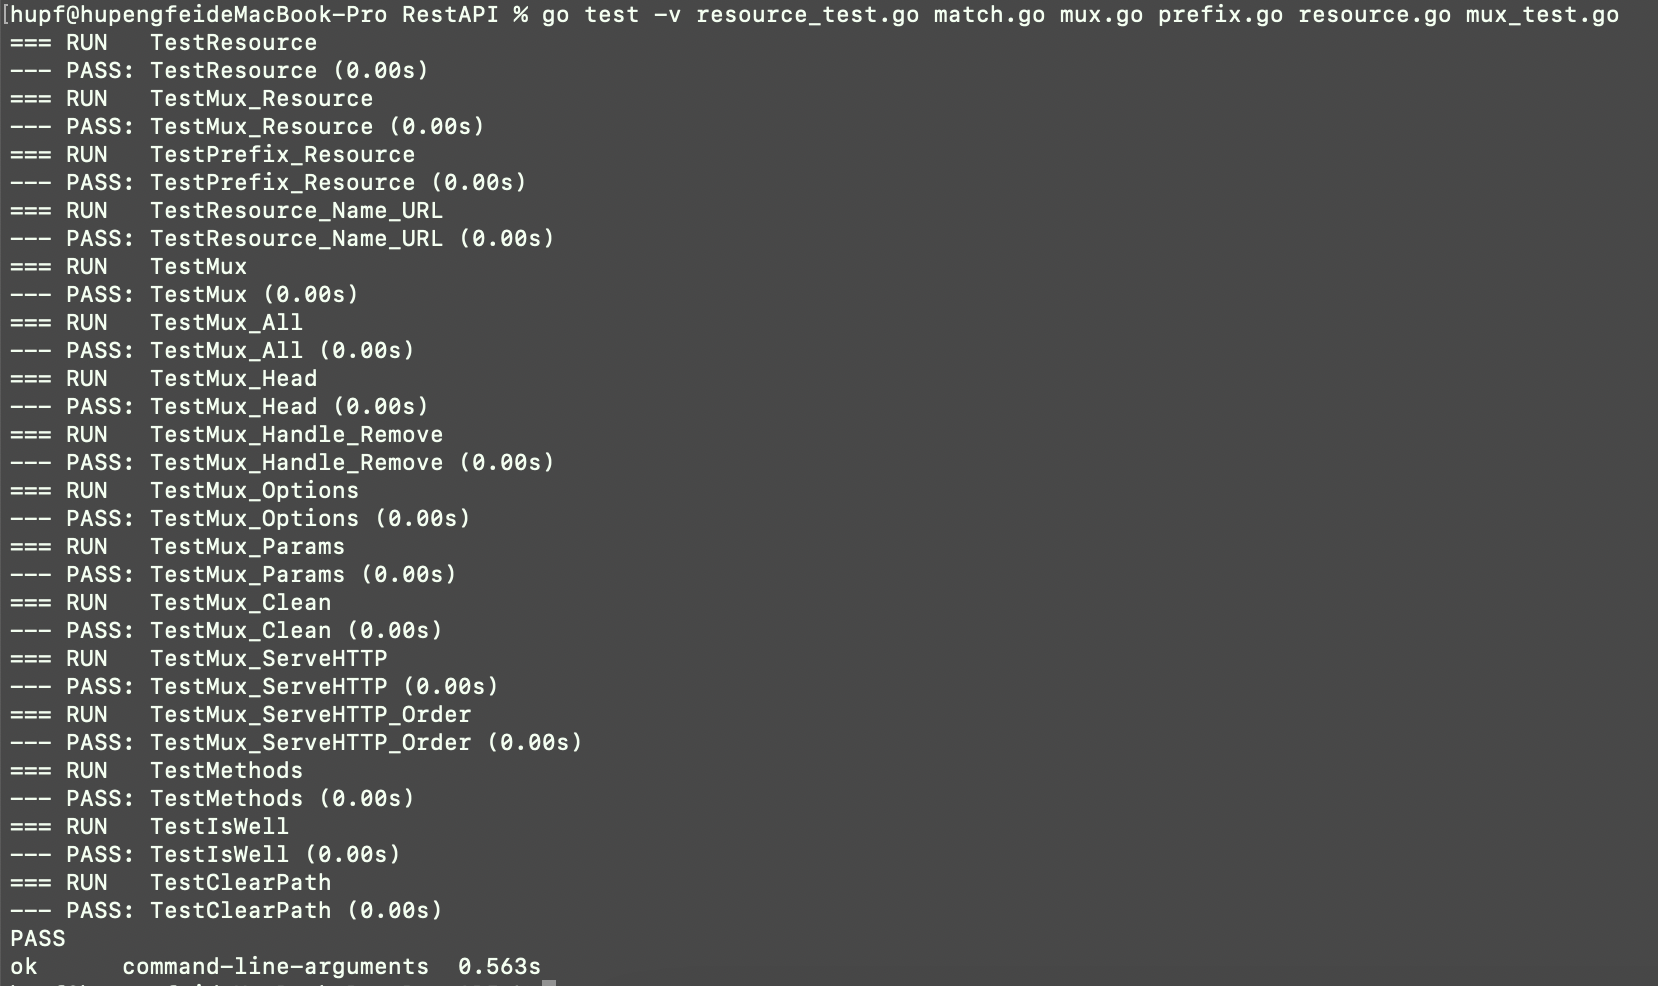 [hupf@hupengfeideMacBook-Pro RestAPI % go test -v resource_test.go match.go mux.go prefix.go resource.go mux_test.go
=== RUN   TestResource
--- PASS: TestResource (0.00s)
=== RUN   TestMux_Resource
--- PASS: TestMux_Resource (0.00s)
=== RUN   TestPrefix_Resource
--- PASS: TestPrefix_Resource (0.00s)
=== RUN   TestResource_Name_URL
--- PASS: TestResource_Name_URL (0.00s)
=== RUN   TestMux
--- PASS: TestMux (0.00s)
=== RUN   TestMux_All
--- PASS: TestMux_All (0.00s)
=== RUN   TestMux_Head
--- PASS: TestMux_Head (0.00s)
=== RUN   TestMux_Handle_Remove
--- PASS: TestMux_Handle_Remove (0.00s)
=== RUN   TestMux_Options
--- PASS: TestMux_Options (0.00s)
=== RUN   TestMux_Params
--- PASS: TestMux_Params (0.00s)
=== RUN   TestMux_Clean
--- PASS: TestMux_Clean (0.00s)
=== RUN   TestMux_ServeHTTP
--- PASS: TestMux_ServeHTTP (0.00s)
=== RUN   TestMux_ServeHTTP_Order
--- PASS: TestMux_ServeHTTP_Order (0.00s)
=== RUN   TestMethods
--- PASS: TestMethods (0.00s)
=== RUN   TestIsWell
--- PASS: TestIsWell (0.00s)
=== RUN   TestClearPath
--- PASS: TestClearPath (0.00s)
PASS
ok      command-line-arguments  0.563s